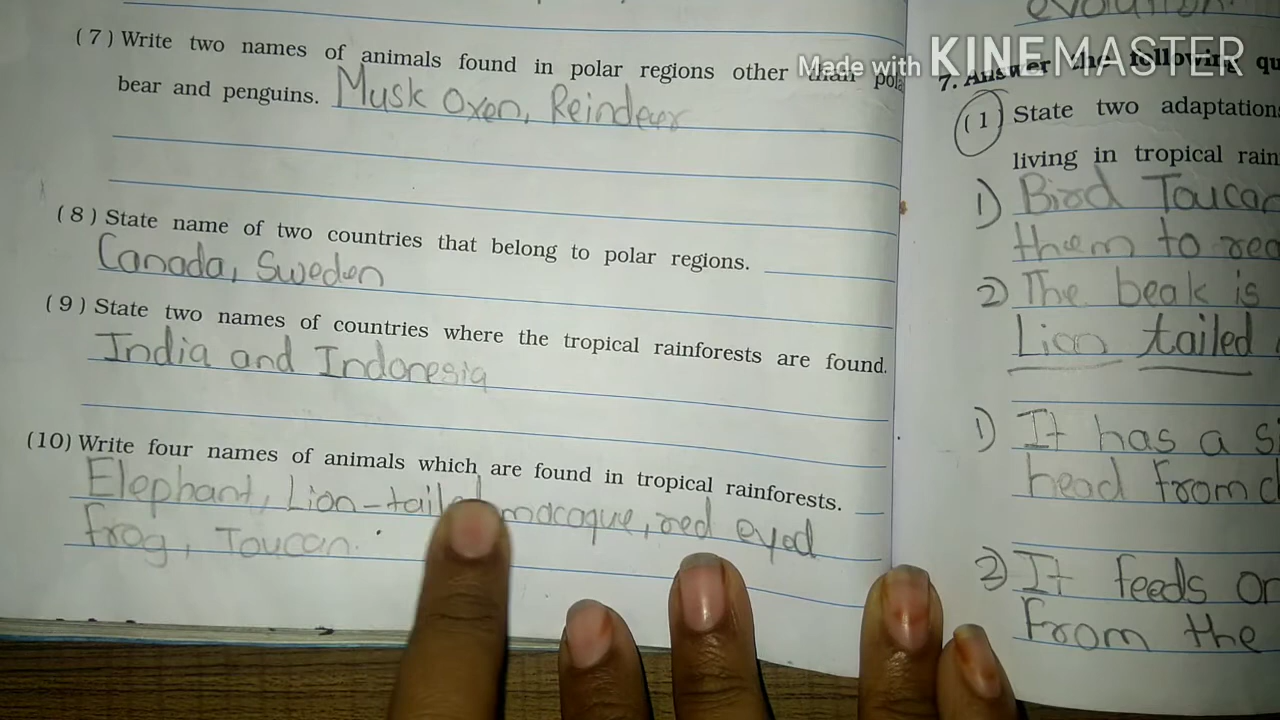 (7) Write two names of animals found in polar regions other than
bear and penguins. Musk Oxen, Reindeer
(8) State name of two countries that belong to polar regions.
Canada, Sweden
(9) State two names of countries where the tropical rainforests are found.
India and Indonesia
(10) Write four names of animals which are found in tropical rainforests.
Elephant, Lion-tailed macaque, red eyed
frog, Toucan.
Made with KINEMASTER
evolution.
7. Answer the following
(1) State two adaptations
living in tropical
1) Bird Toucan
them to
2) The beak is
Lion tailed
1) It has a
head from
2) It feeds
From the